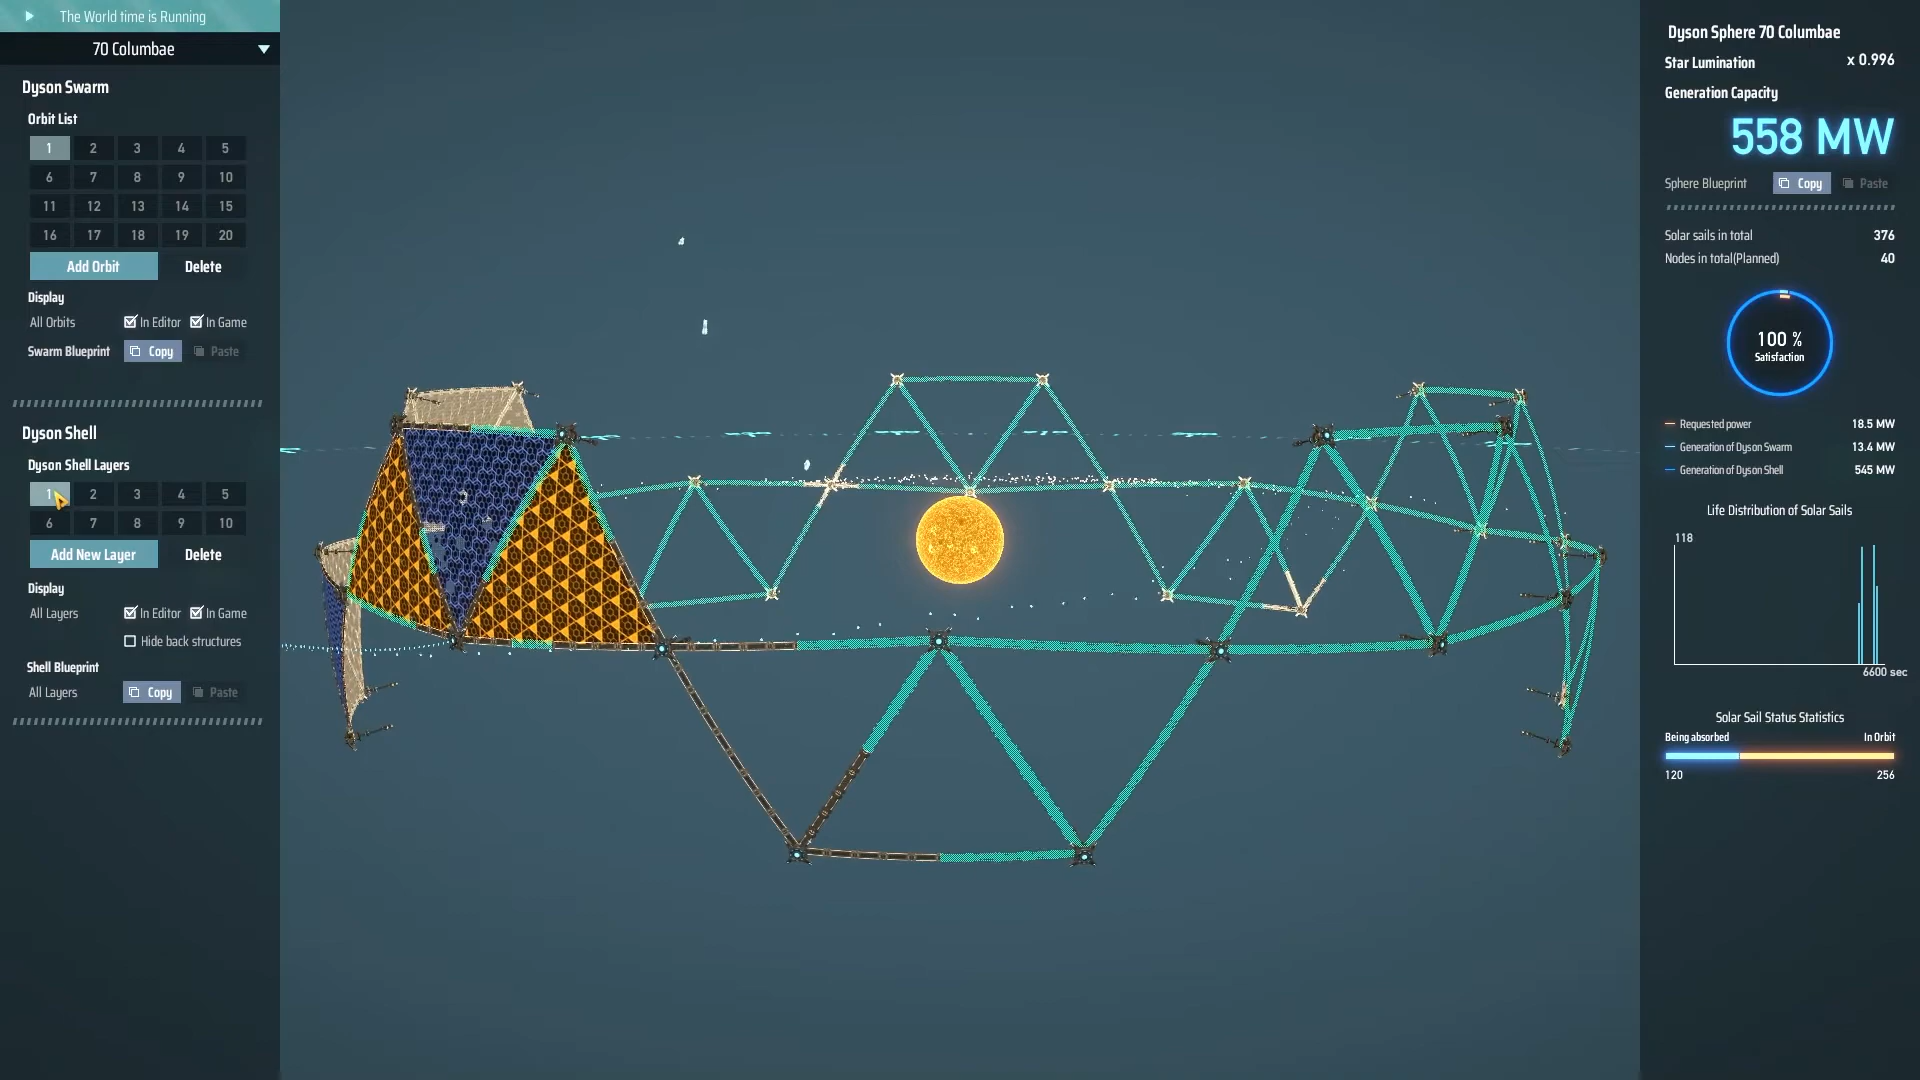 The World time is Running
70 Columbae
Dyson Swarm
Orbit List
1 2 3 4 5
6 7 8 9 10
11 12 13 14 15
16 17 18 19 20
Add Orbit Delete
Display
All Orbits In Editor In Game
Swarm Blueprint Copy Paste
Dyson Shell
Dyson Shell Layers
1 2 3 4 5
6 7 8 9 10
Add New Layer Delete
Display
All Layers In Editor In Game
Hide back structures
Shell Blueprint
All Layers Copy Paste
Dyson Sphere 70 Columbae
Star Lumination x 0.996
Generation Capacity
558 MW
Sphere Blueprint Copy Paste
Solar sails in total 376
Nodes in total(Planned) 40
100 %
Satisfaction
Requested power 18.5 MW
Generation of Dyson Swarm 13.4 MW
Generation of Dyson Shell 545 MW
Life Distribution of Solar Sails
118
6600 sec
Solar Sail Status Statistics
Being absorbed In Orbit
120 256